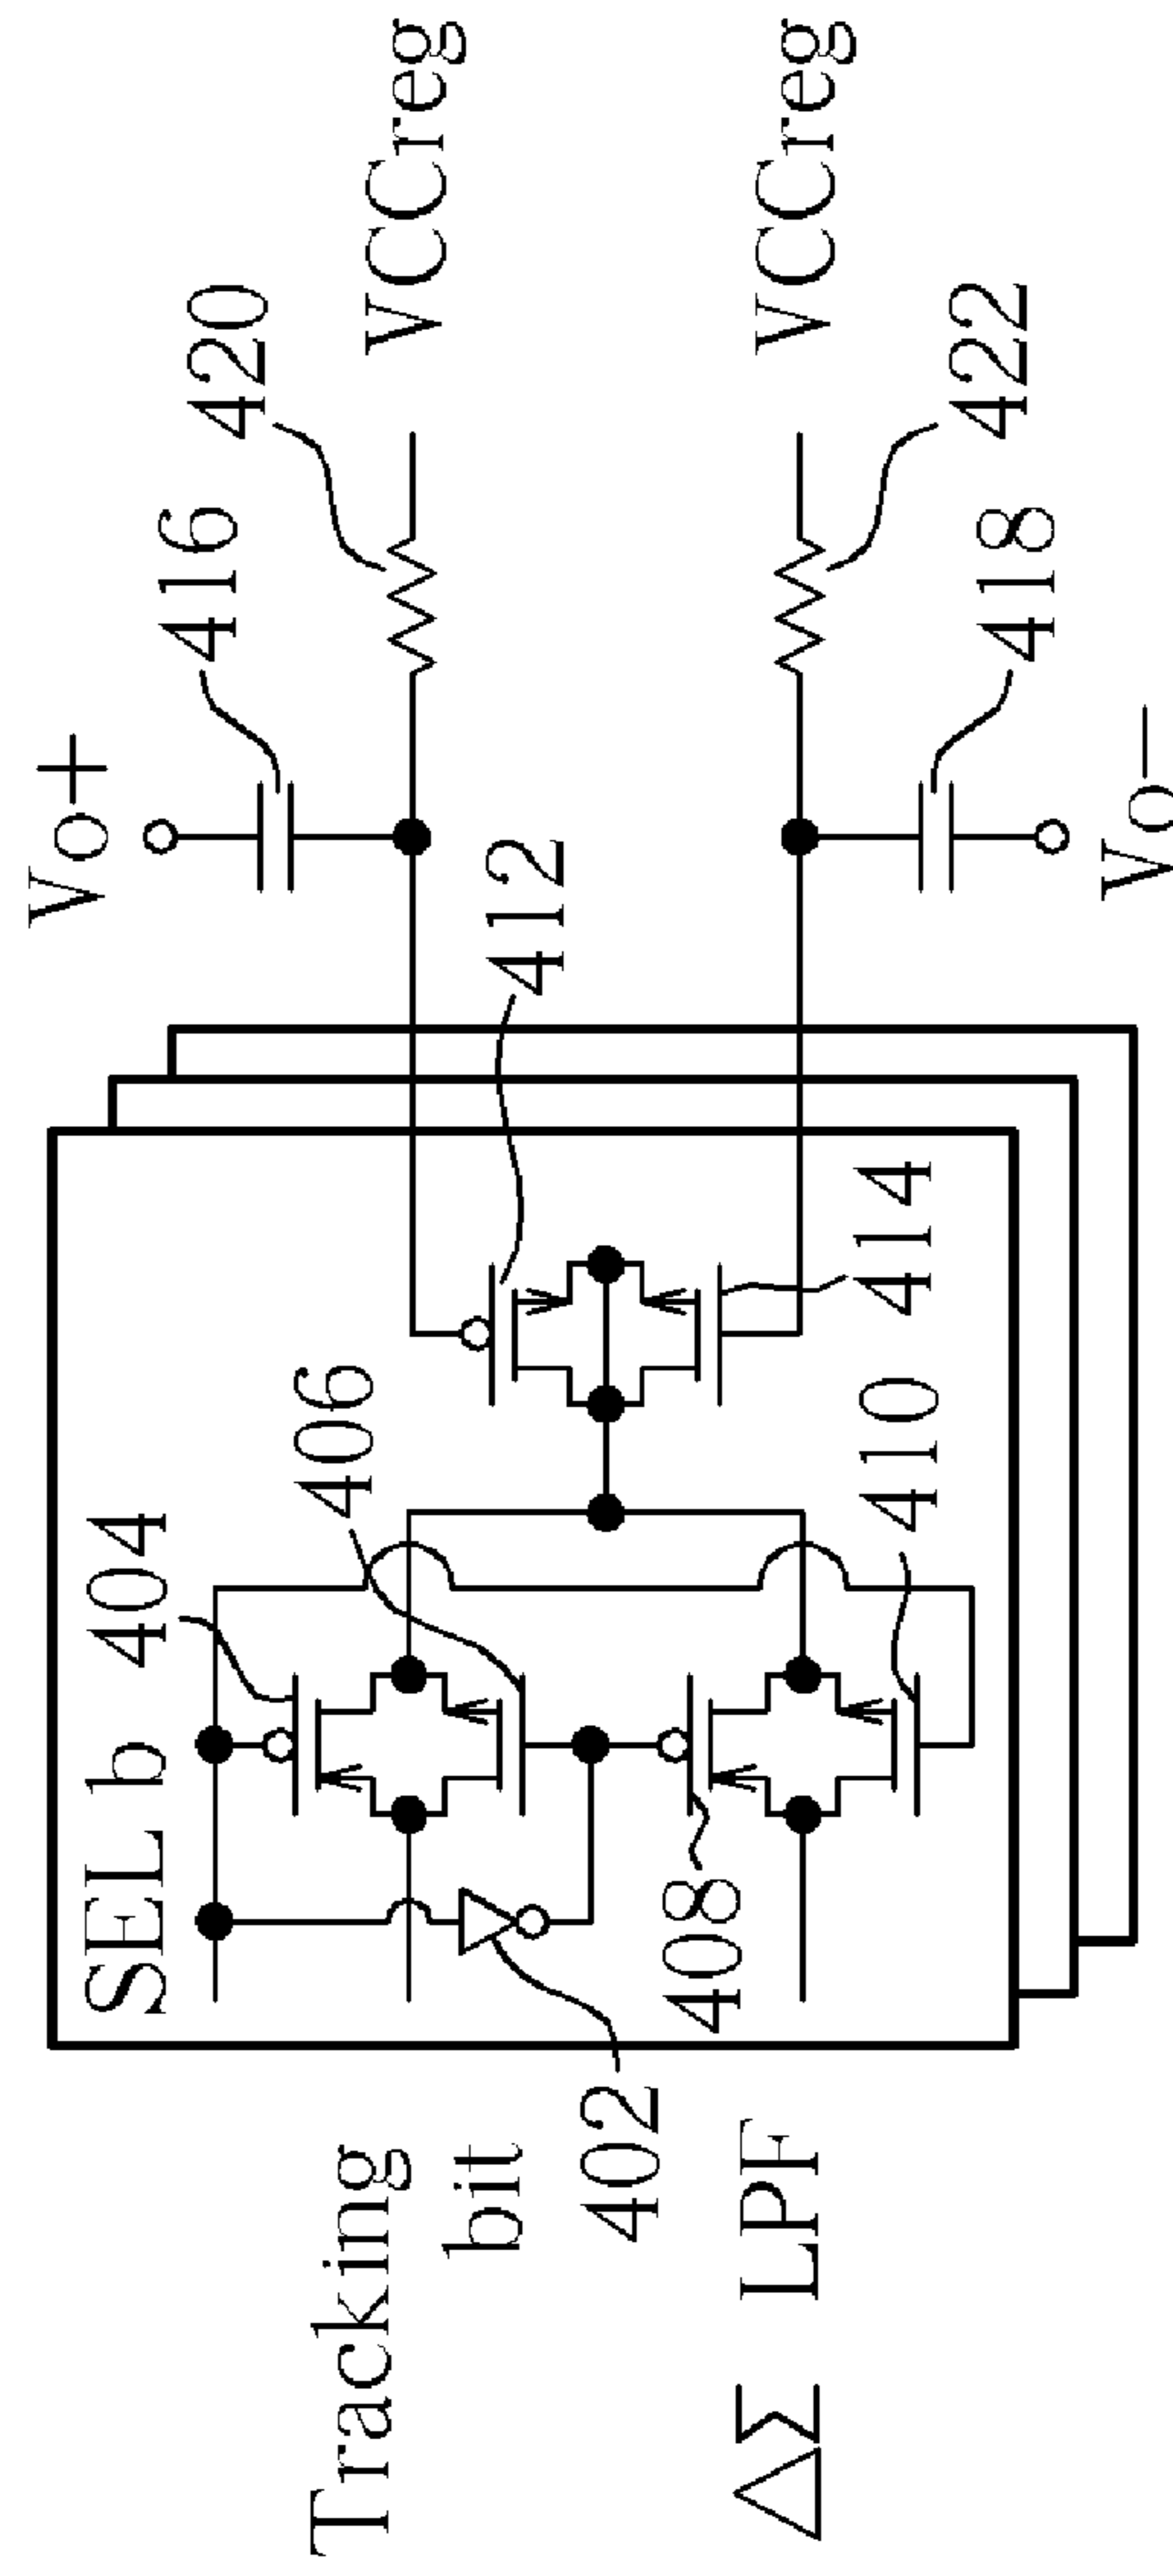 Vo+
416
420
VCCreg
412
SEL b
404
406
Tracking
bit
402
408
410
414
ΔΣ LPF
VCCreg
418
422
Vo−